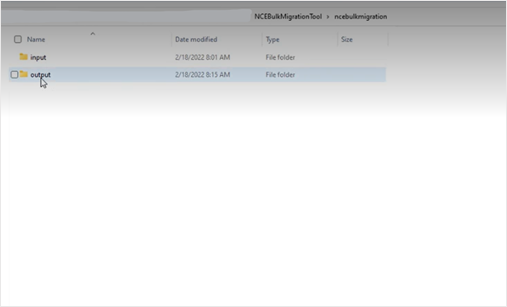 NCEBulkMigrationTool › ncebulkmigration
Name Date modified Type Size
input 2/18/2022 8:01 AM File folder
output 2/18/2022 8:15 AM File folder